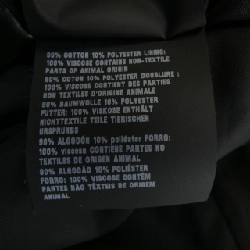 90% COTTON 10% POLYESTER LINING:
100% VISCOSE CONTAINS NON-TEXTILE
PARTS OF ANIMAL ORIGIN
90% COTON 10% POLYESTER DOUBLURE :
100% VISCOSE CONTIENT DES PARTIES
NON TEXTILES D'ORIGINE ANIMALE
90% BAUMWOLLE 10% POLYESTER
FUTTER: 100% VISCOSE ENTHÄLT
NICHTTEXTILE TEILE TIERISCHEN
URSPRUNGS
90% ALGODÓN 10% poliéster FORRO:
100% VISCOSE CONTIENE PARTES NO
TEXTILES DE ORIGEN ANIMAL
90% ALGODÃO 10% POLIÉSTER
FORRO: 100% VISCOSE CONTÉM
PARTES NÃO TÊXTEIS DE ORIGEM
ANIMAL